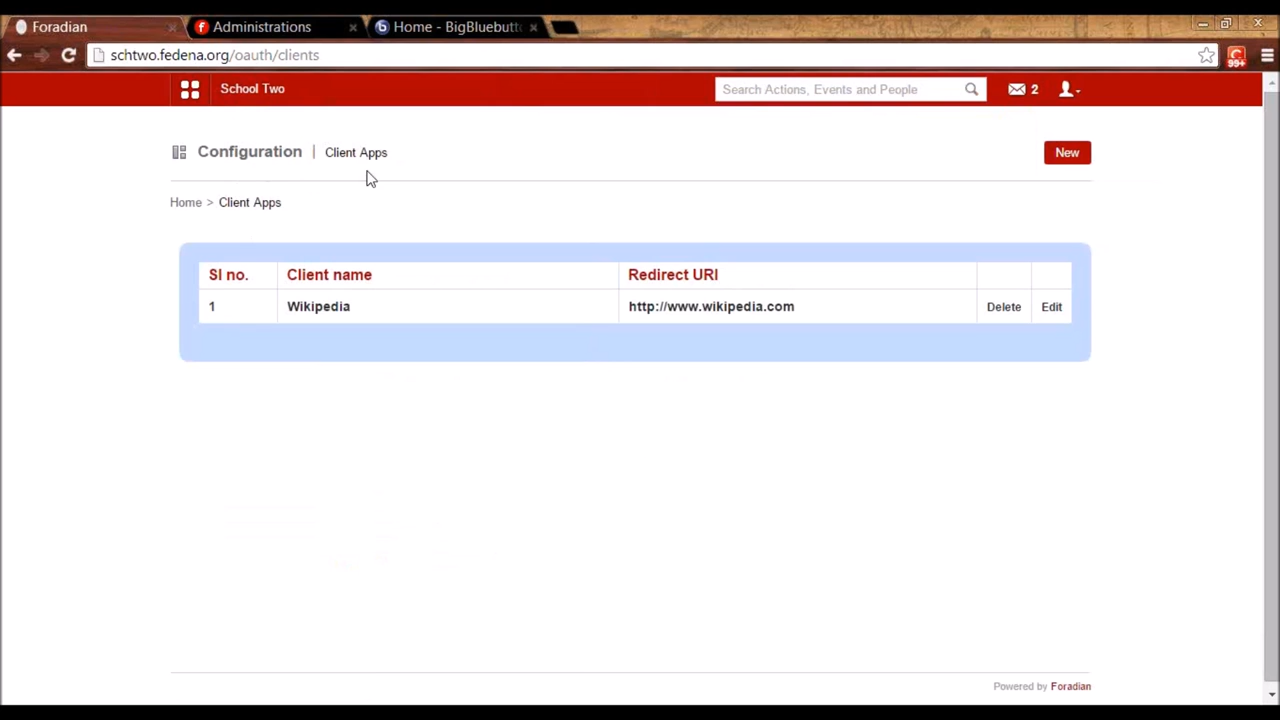 Foradian
Administrations
Home - BigBluebutto
schtwo.fedena.org/oauth/clients
99+
School Two
Search Actions, Events and People
2
Configuration | Client Apps
New
Home > Client Apps
Sl no. Client name Redirect URI
1 Wikipedia http://www.wikipedia.com Delete Edit
Powered by Foradian